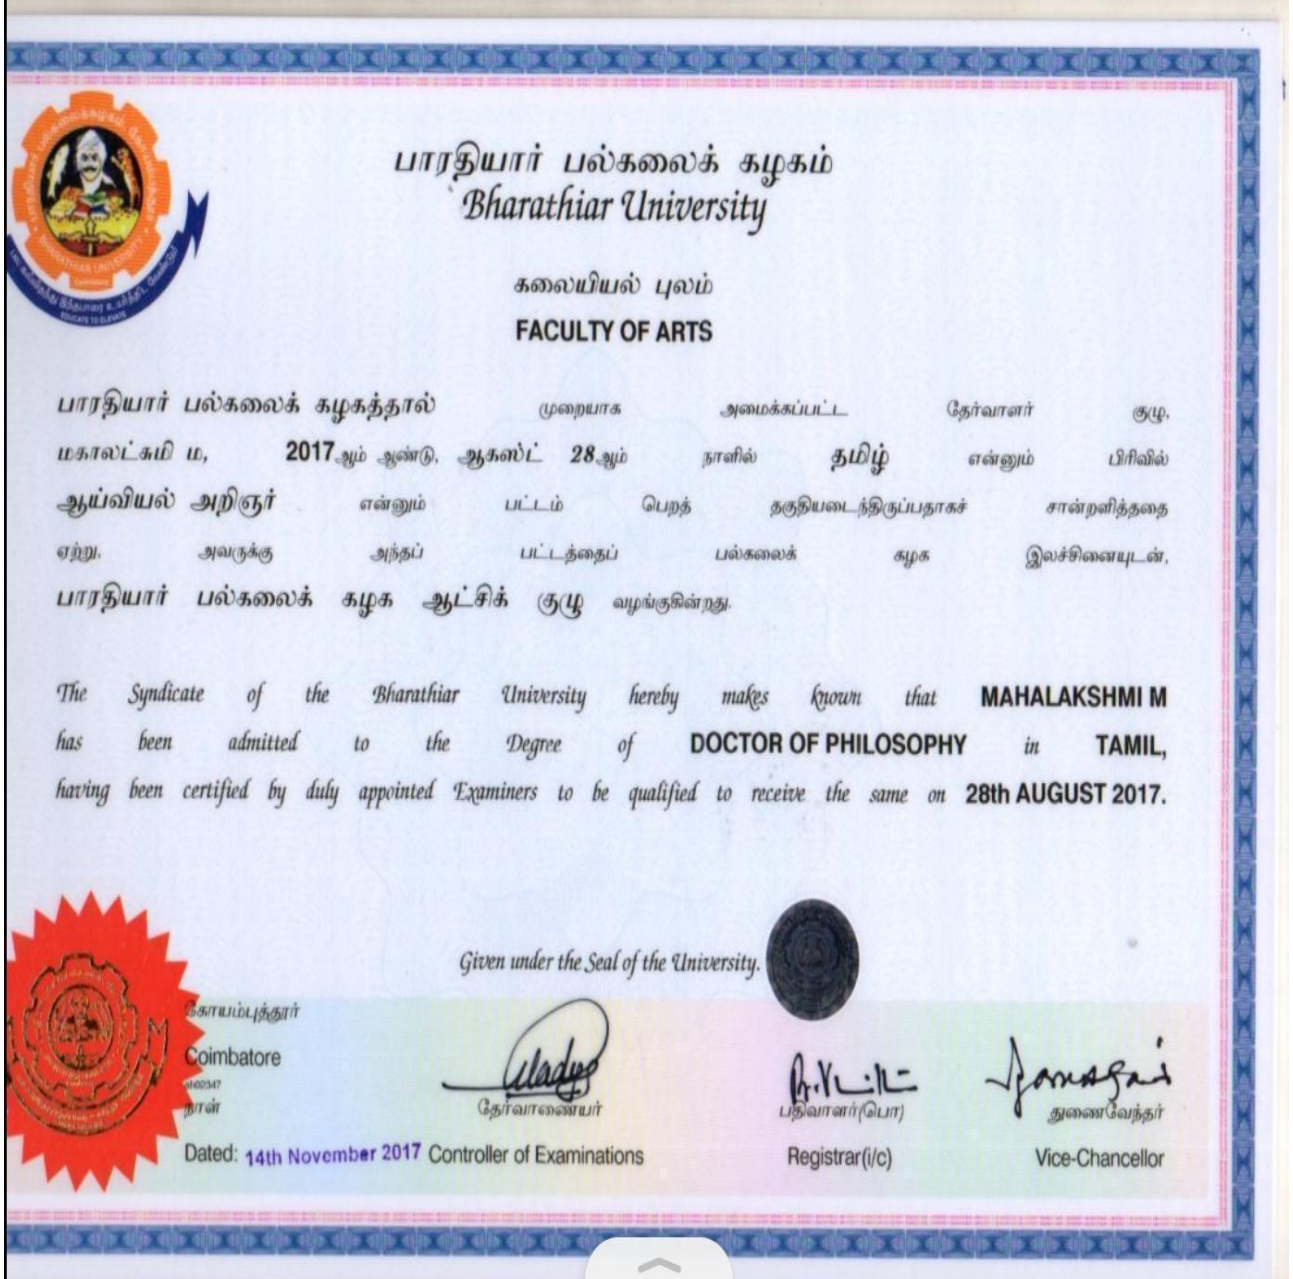 பாரதியார் பல்கலைக் கழகம்
Bharathiar University
கலையியல் புலம்
FACULTY OF ARTS
BHARATHIAR UNIVERSITY
EDUCATE TO ELEVATE
பாரதியார் பல்கலைக் கழகத்தால் முறையாக அமைக்கப்பட்ட தேர்வாளர் குழு,
மகாலட்சுமி ம, 2017ஆம் ஆண்டு, ஆகஸ்ட் 28ஆம் நாளில் தமிழ் என்னும் பிரிவில்
ஆய்வியல் அறிஞர் என்னும் பட்டம் பெறத் தகுதியடைந்திருப்பதாகச் சான்றளித்ததை
ஏற்று, அவருக்கு அந்தப் பட்டத்தைப் பல்கலைக் கழக இலச்சினையுடன்,
பாரதியார் பல்கலைக் கழக ஆட்சிக் குழு வழங்குகின்றது.
The Syndicate of the Bharathiar University hereby makes known that MAHALAKSHMI M
has been admitted to the Degree of DOCTOR OF PHILOSOPHY in TAMIL,
having been certified by duly appointed Examiners to be qualified to receive the same on 28th AUGUST 2017.
Given under the Seal of the University.
கோயம்புத்தூர்
Coimbatore
நாள்
தேர்வாணையர் பதிவாளர்(பொ) துணைவேந்தர்
Dated: 14th November 2017 Controller of Examinations Registrar(i/c) Vice-Chancellor